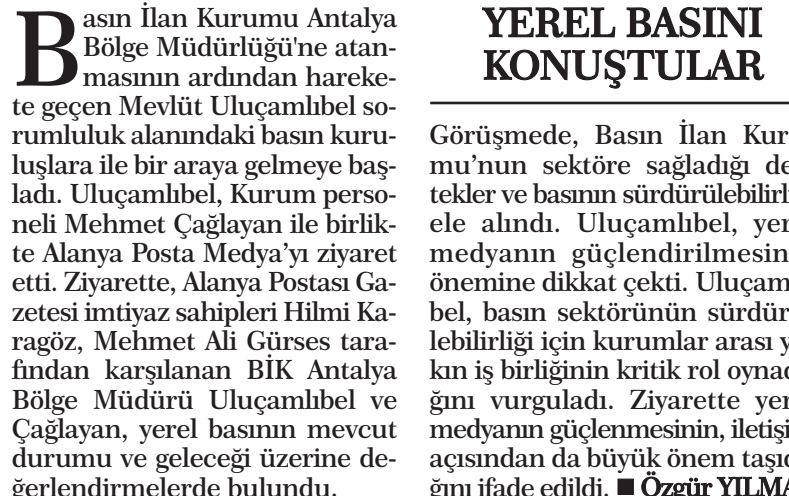 Basın İlan Kurumu Antalya
Bölge Müdürlüğü'ne atan-
masının ardından hareke-
te geçen Mevlüt Uluçamlıbel so-
rumluluk alanındaki basın kuru-
luşlara ile bir araya gelmeye baş-
ladı. Uluçamlıbel, Kurum perso-
neli Mehmet Çağlayan ile birlik-
te Alanya Posta Medya’yı ziyaret
etti. Ziyarette, Alanya Postası Ga-
zetesi imtiyaz sahipleri Hilmi Ka-
ragöz, Mehmet Ali Gürses tara-
fından karşılanan BİK Antalya
Bölge Müdürü Uluçamlıbel ve
Çağlayan, yerel basının mevcut
durumu ve geleceği üzerine de-
ğerlendirmelerde bulundu.
YEREL BASINI
KONUŞTULAR
Görüşmede, Basın İlan Kur
mu’nun sektöre sağladığı de
tekler ve basının sürdürülebilirli
ele alındı. Uluçamlıbel, yer
medyanın güçlendirilmesin
önemine dikkat çekti. Uluçam
bel, basın sektörünün sürdür
lebilirliği için kurumlar arası y
kın iş birliğinin kritik rol oynad
ğını vurguladı. Ziyarette yer
medyanın güçlenmesinin, iletişi
açısından da büyük önem taşıd
ğını ifade edildi. ■ Özgür YILMA